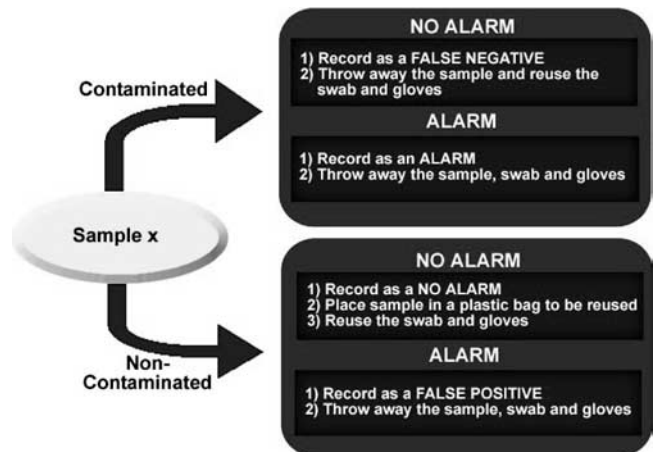 NO ALARM
1) Record as a FALSE NEGATIVE
2) Throw away the sample and reuse the
swab and gloves
ALARM
1) Record as an ALARM
2) Throw away the sample, swab and gloves
Contaminated
Sample x
Non-
Contaminated
NO ALARM
1) Record as a NO ALARM
2) Place sample in a plastic bag to be reused
3) Reuse the swab and gloves
ALARM
1) Record as a FALSE POSITIVE
2) Throw away the sample, swab and gloves